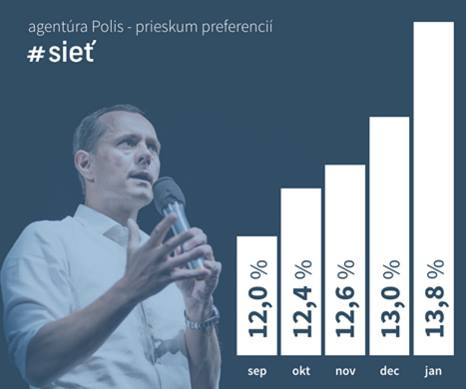 agentúra Polis - prieskum preferencií
#sieť
12,0 %
12,4 %
12,6 %
13,0 %
13,8 %
sep
okt
nov
dec
jan